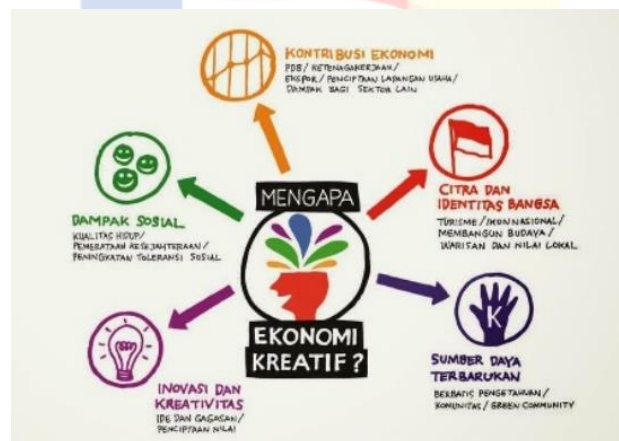 KONTRIBUSI EKONOMI
PDB/ KETENAGAKERJAAN/
EKSPOR/ PENCIPTAAN LAPANGAN USAHA/
DAMPAK BAGI SEKTOR LAIN
MENGAPA
EKONOMI
KREATIF?
CITRA DAN
IDENTITAS BANGSA
TURISME/ IKON NASIONAL/
MEMBANGUN BUDAYA/
WARISAN DAN NILAI LOKAL
DAMPAK SOSIAL
KUALITAS HIDUP/
PEMERATAAN KESEJAHTERAAN/
PENINGKATAN TOLERANSI SOSIAL
K
SUMBER DAYA
TERBARUKAN
BERBASIS PENGETAHUAN/
KOMUNITAS/ GREEN COMMUNITY
INOVASI DAN
KREATIVITAS
IDE DAN GAGASAN/
PENCIPTAAN NILAI